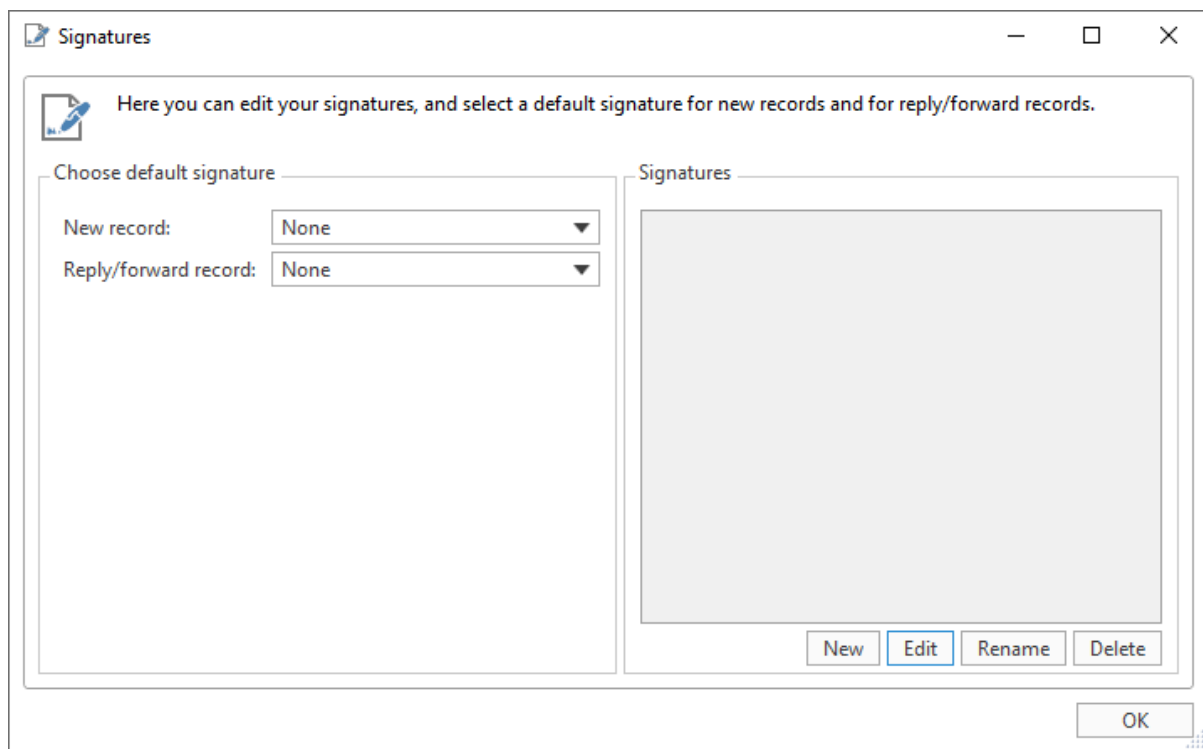 Signatures
Here you can edit your signatures, and select a default signature for new records and for reply/forward records.
Choose default signature
New record: None
Reply/forward record: None
Signatures
New Edit Rename Delete
OK